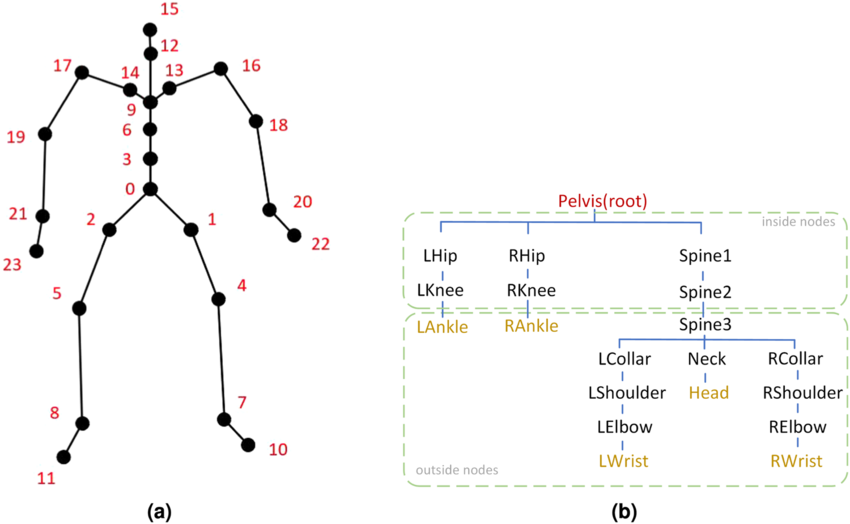 15
12
17
14
13
16
9
6
18
19
3
0
20
21
2
1
22
23
5
4
8
7
10
11
(a)
Pelvis(root)
inside nodes
LHip RHip Spine1
LKnee RKnee Spine2
LAnkle RAnkle Spine3
LCollar Neck RCollar
LShoulder Head RShoulder
LElbow RElbow
LWrist RWrist
outside nodes
(b)